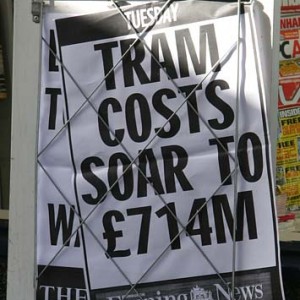 TUESDAY
TRAM
COSTS
SOAR TO
£714M
THE Evening News